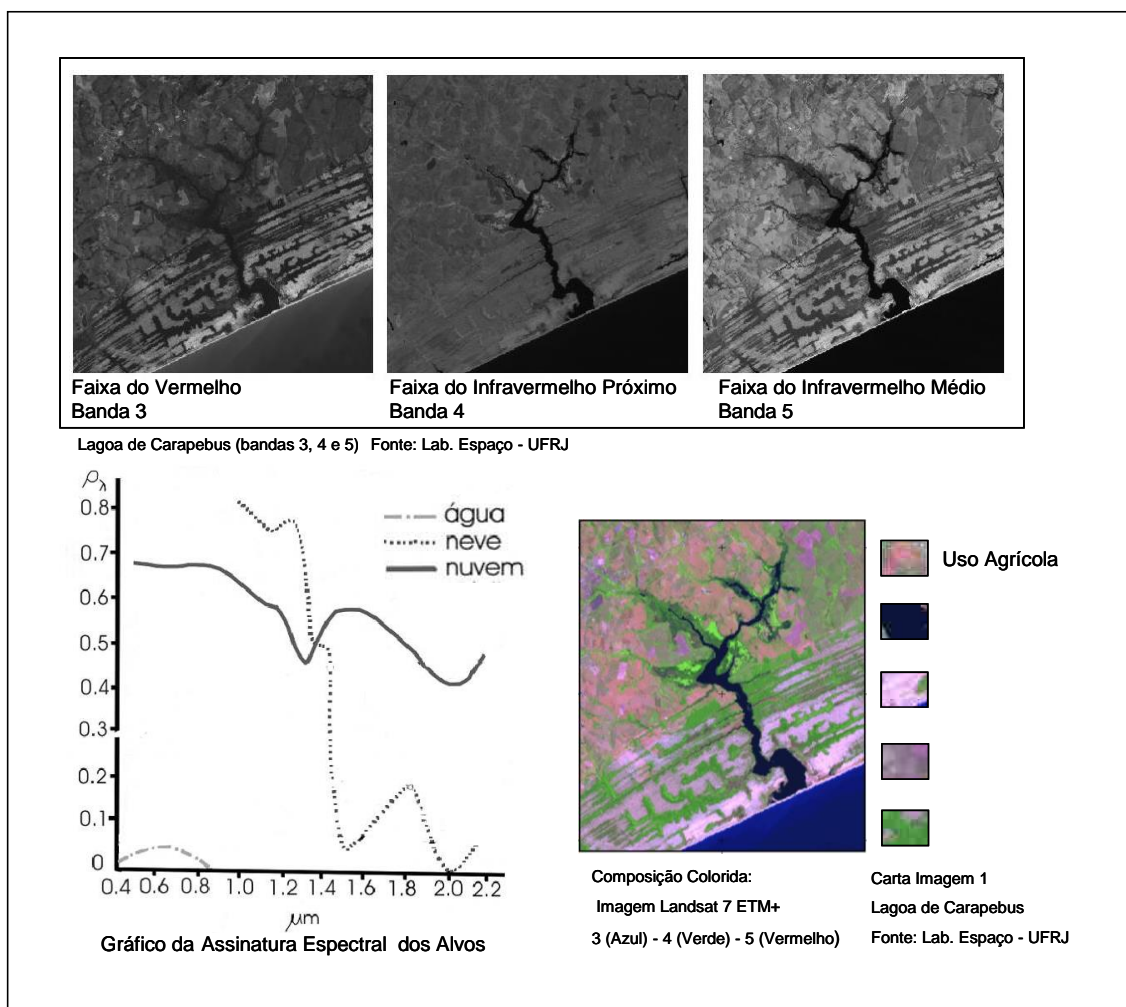 Faixa do Vermelho
Banda 3
Faixa do Infravermelho Próximo
Banda 4
Faixa do Infravermelho Médio
Banda 5
Lagoa de Carapebus (bandas 3, 4 e 5) Fonte: Lab. Espaço - UFRJ
ρλ
0.8
0.7
0.6
0.5
0.4
0.3
0.2
0.1
0
água
neve
nuvem
0.4 0.6 0.8 1.0 1.2 1.4 1.6 1.8 2.0 2.2
μm
Gráfico da Assinatura Espectral dos Alvos
Uso Agrícola
Composição Colorida:
Imagem Landsat 7 ETM+
3 (Azul) - 4 (Verde) - 5 (Vermelho)
Carta Imagem 1
Lagoa de Carapebus
Fonte: Lab. Espaço - UFRJ